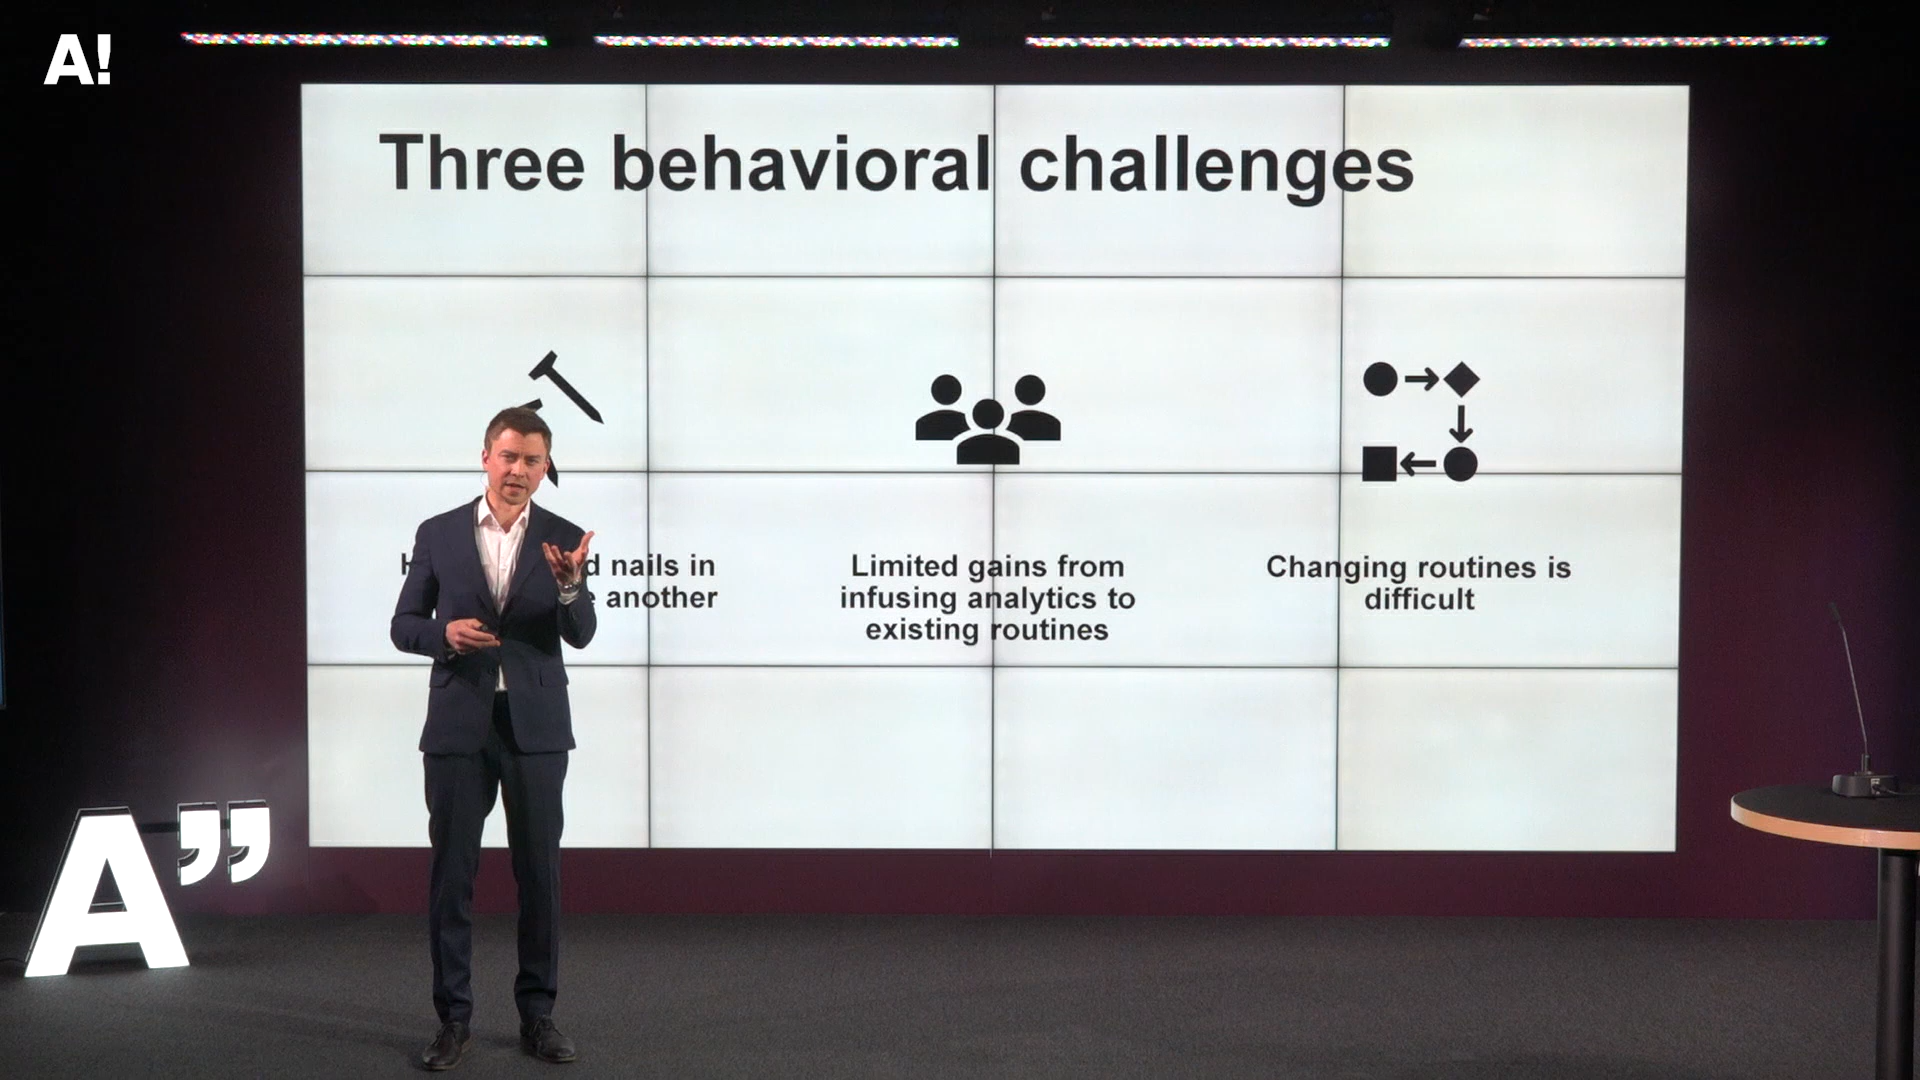 A!
Three behavioral challenges
nails in
another
Limited gains from
infusing analytics to
existing routines
Changing routines is
difficult
A”